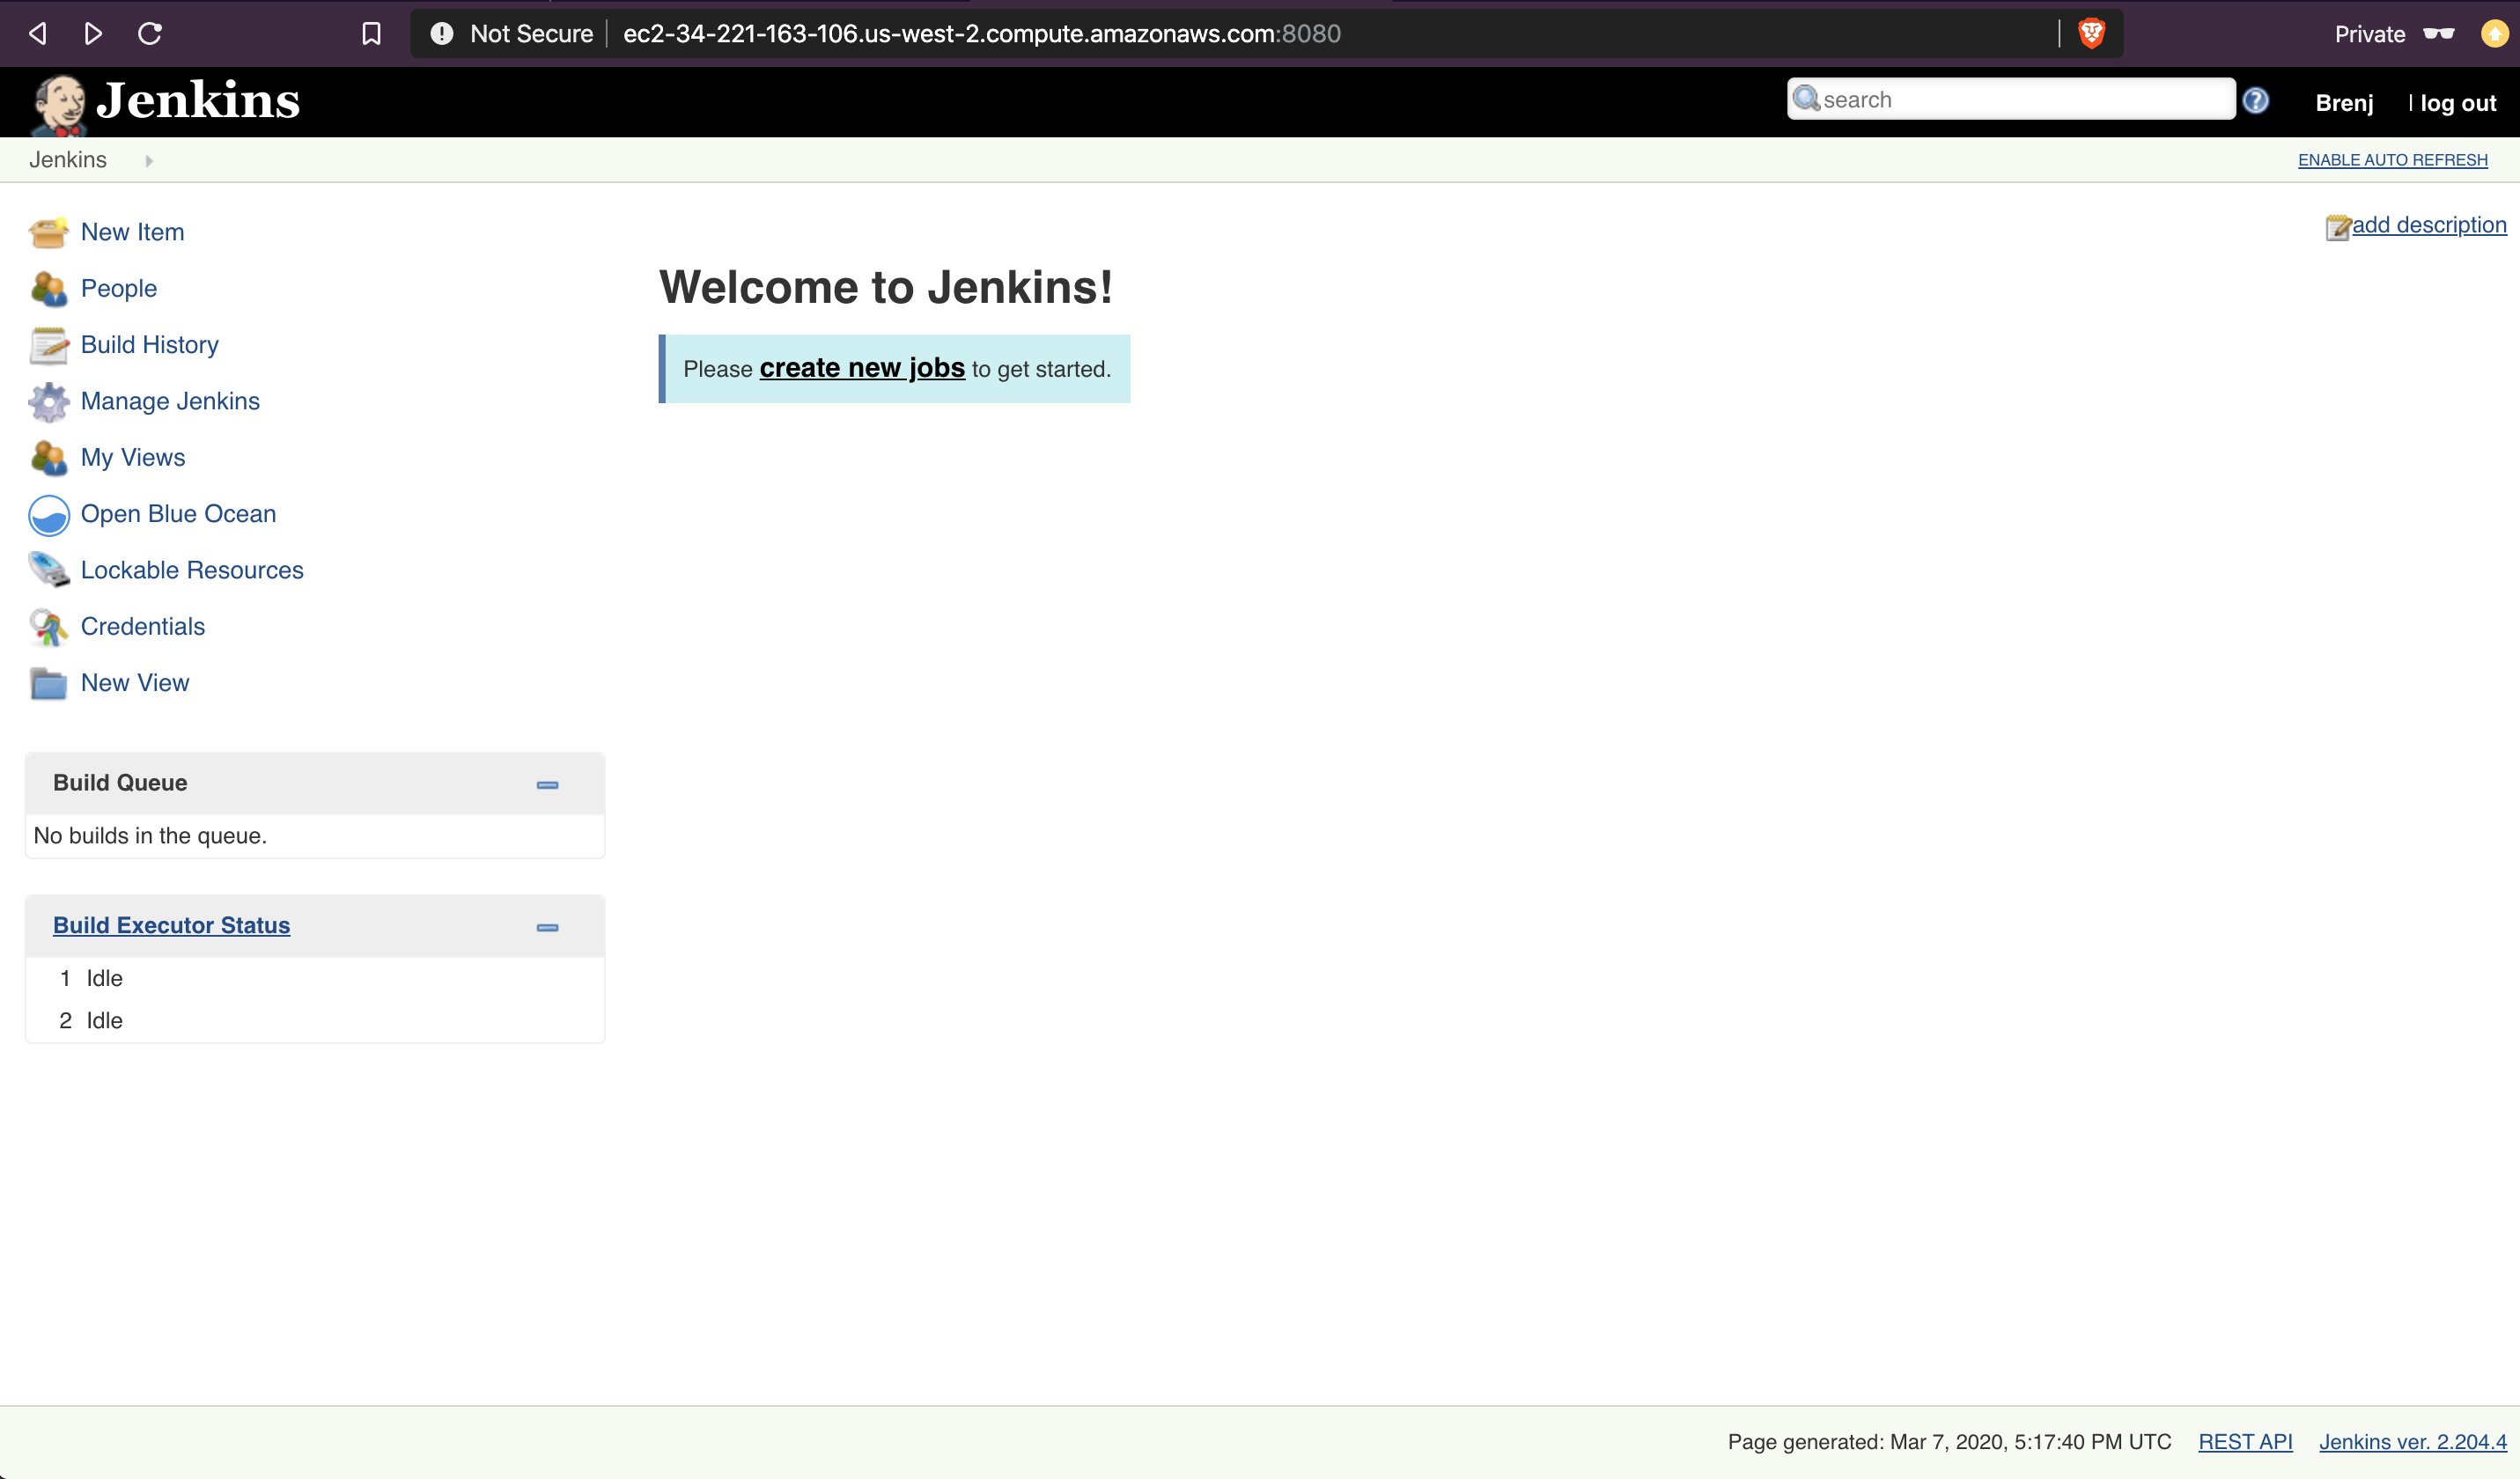 Not Secure ec2-34-221-163-106.us-west-2.compute.amazonaws.com:8080 Private
Jenkins search Brenj | log out
Jenkins ENABLE AUTO REFRESH
add description
New Item
People
Build History
Manage Jenkins
My Views
Open Blue Ocean
Lockable Resources
Credentials
New View
Build Queue
No builds in the queue.
Build Executor Status
1 Idle
2 Idle
Welcome to Jenkins!
Please create new jobs to get started.
Page generated: Mar 7, 2020, 5:17:40 PM UTC REST API Jenkins ver. 2.204.4